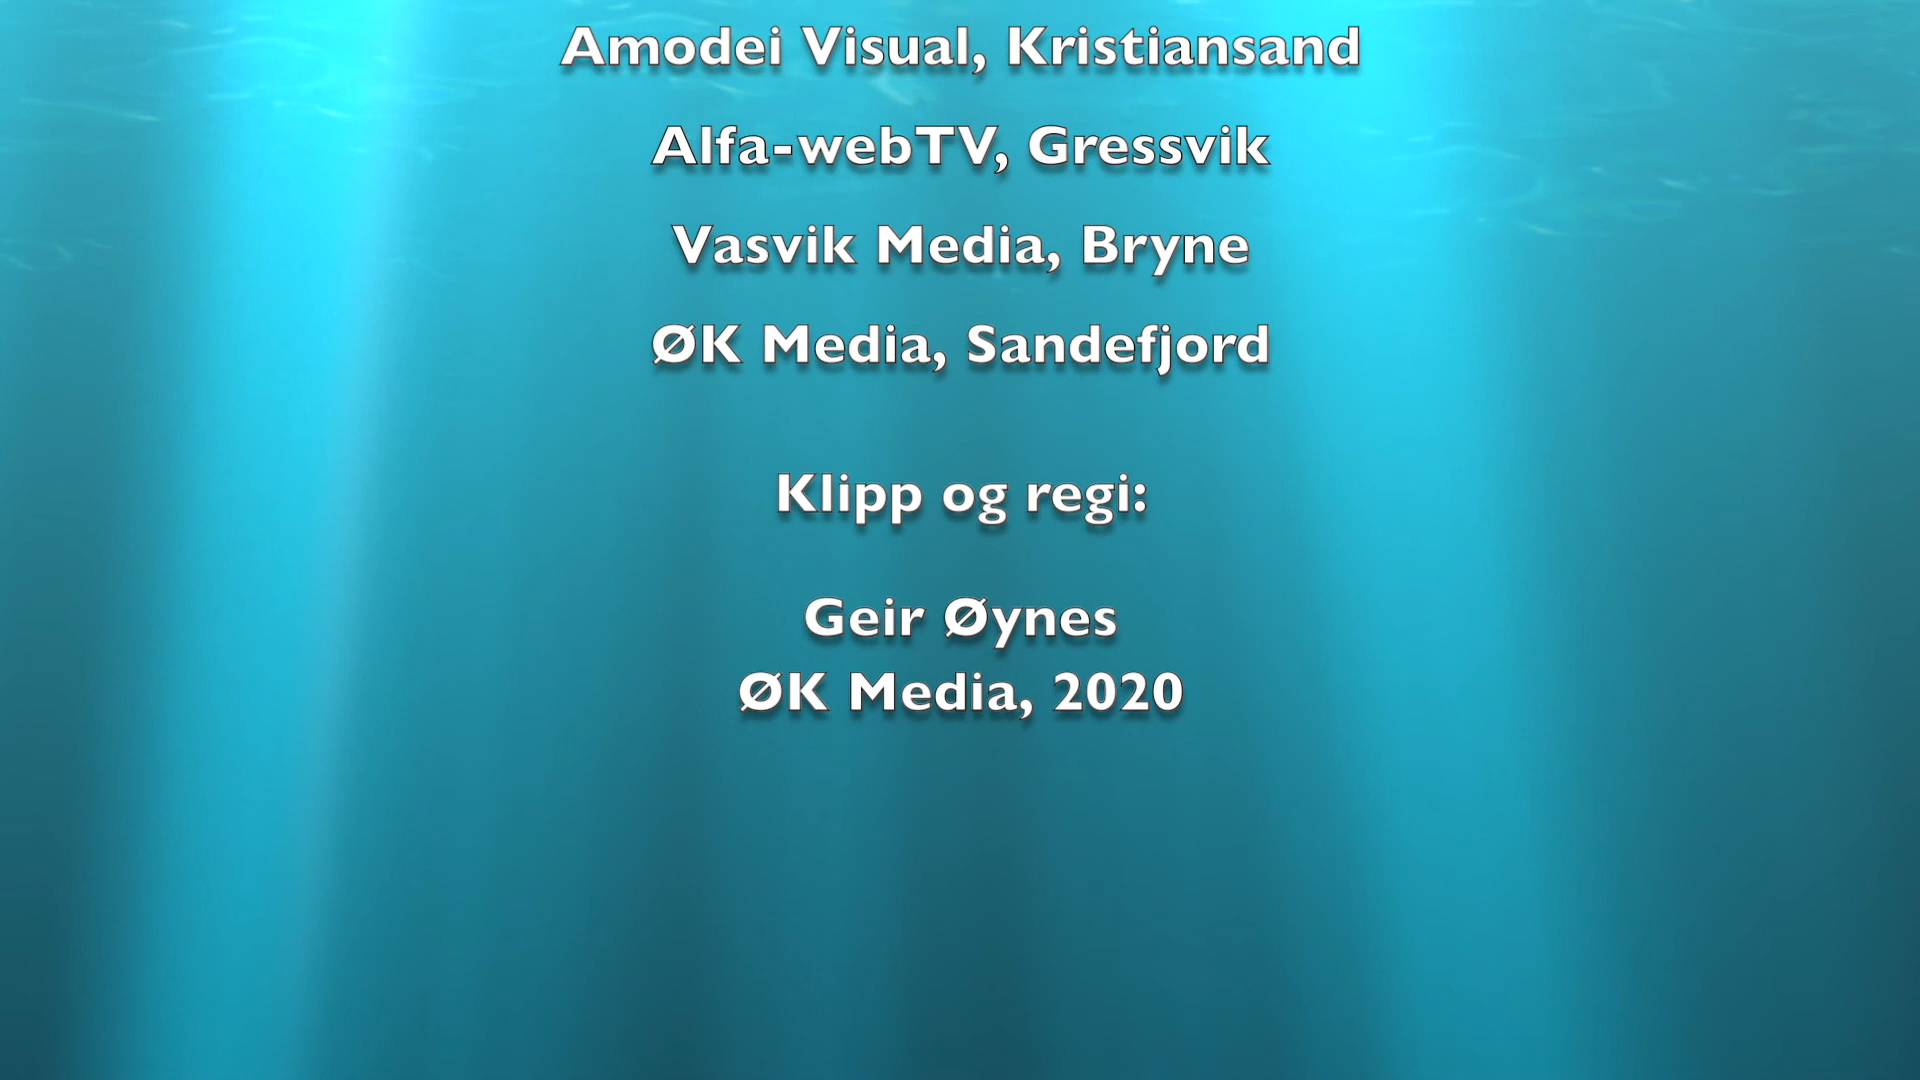 Amodei Visual, Kristiansand
Alfa-webTV, Gressvik
Vasvik Media, Bryne
ØK Media, Sandefjord
Klipp og regi:
Geir Øynes
ØK Media, 2020